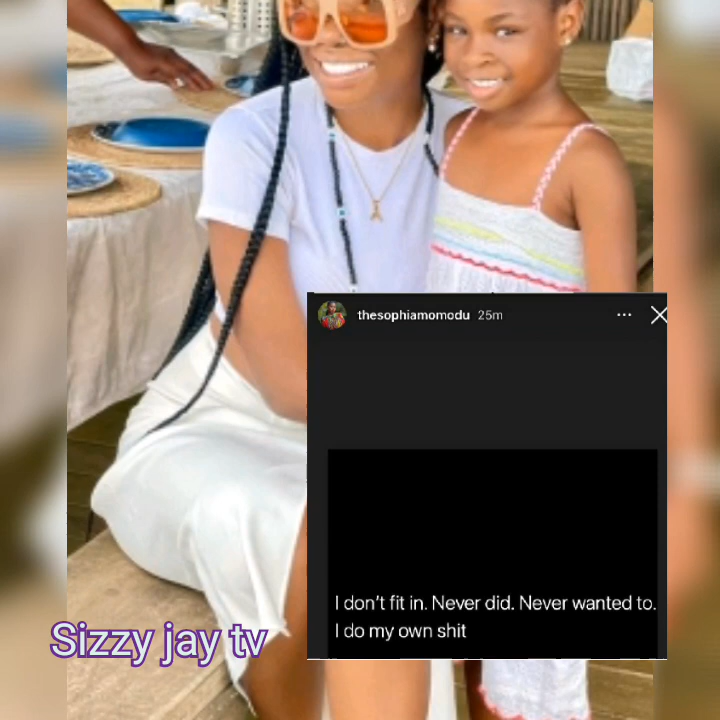 thesophiamomodu 25m
I don't fit in. Never did. Never wanted to.
I do my own shit
Sizzy jay tv